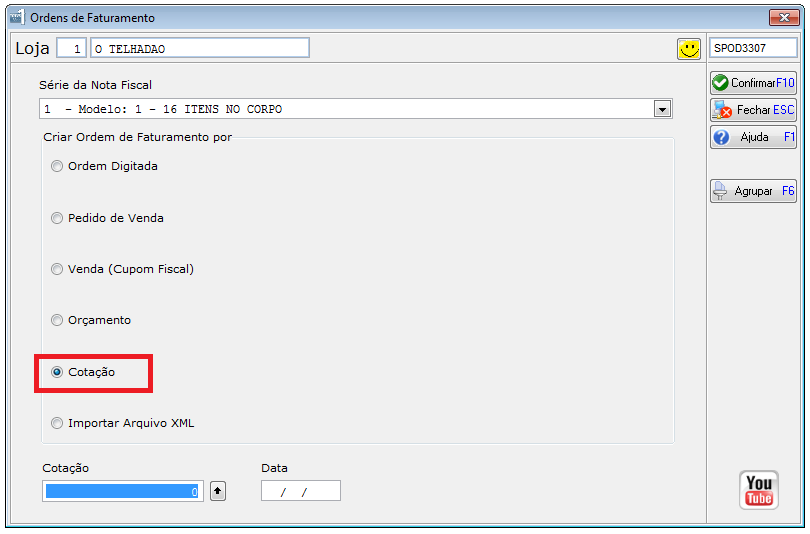 Ordens de Faturamento
Loja 1 O TELHADAO
SPOD3307
Série da Nota Fiscal
1 - Modelo: 1 - 16 ITENS NO CORPO
Criar Ordem de Faturamento por
Ordem Digitada
Pedido de Venda
Venda (Cupom Fiscal)
Orçamento
Cotação
Importar Arquivo XML
Cotação
0
Data
/ /
Confirmar F10
Fechar ESC
Ajuda F1
Agrupar F6
You
Tube